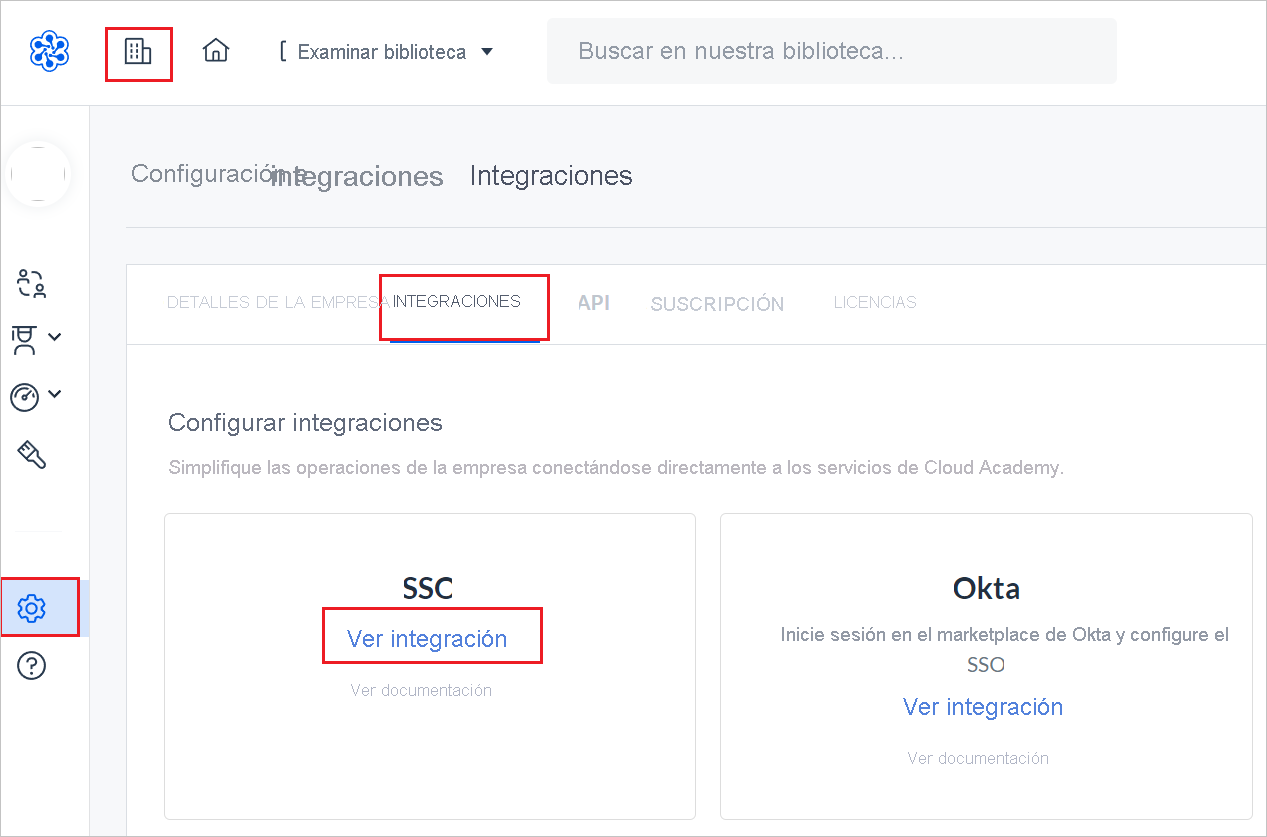 [ Examinar biblioteca
Buscar en nuestra biblioteca...
Configuración e integraciones Integraciones
DETALLES DE LA EMPRESA INTEGRACIONES API SUSCRIPCIÓN LICENCIAS
Configurar integraciones
Simplifique las operaciones de la empresa conectándose directamente a los servicios de Cloud Academy.
SSC
Ver integración
Ver documentación
Okta
Inicie sesión en el marketplace de Okta y configure el
SSO
Ver integración
Ver documentación